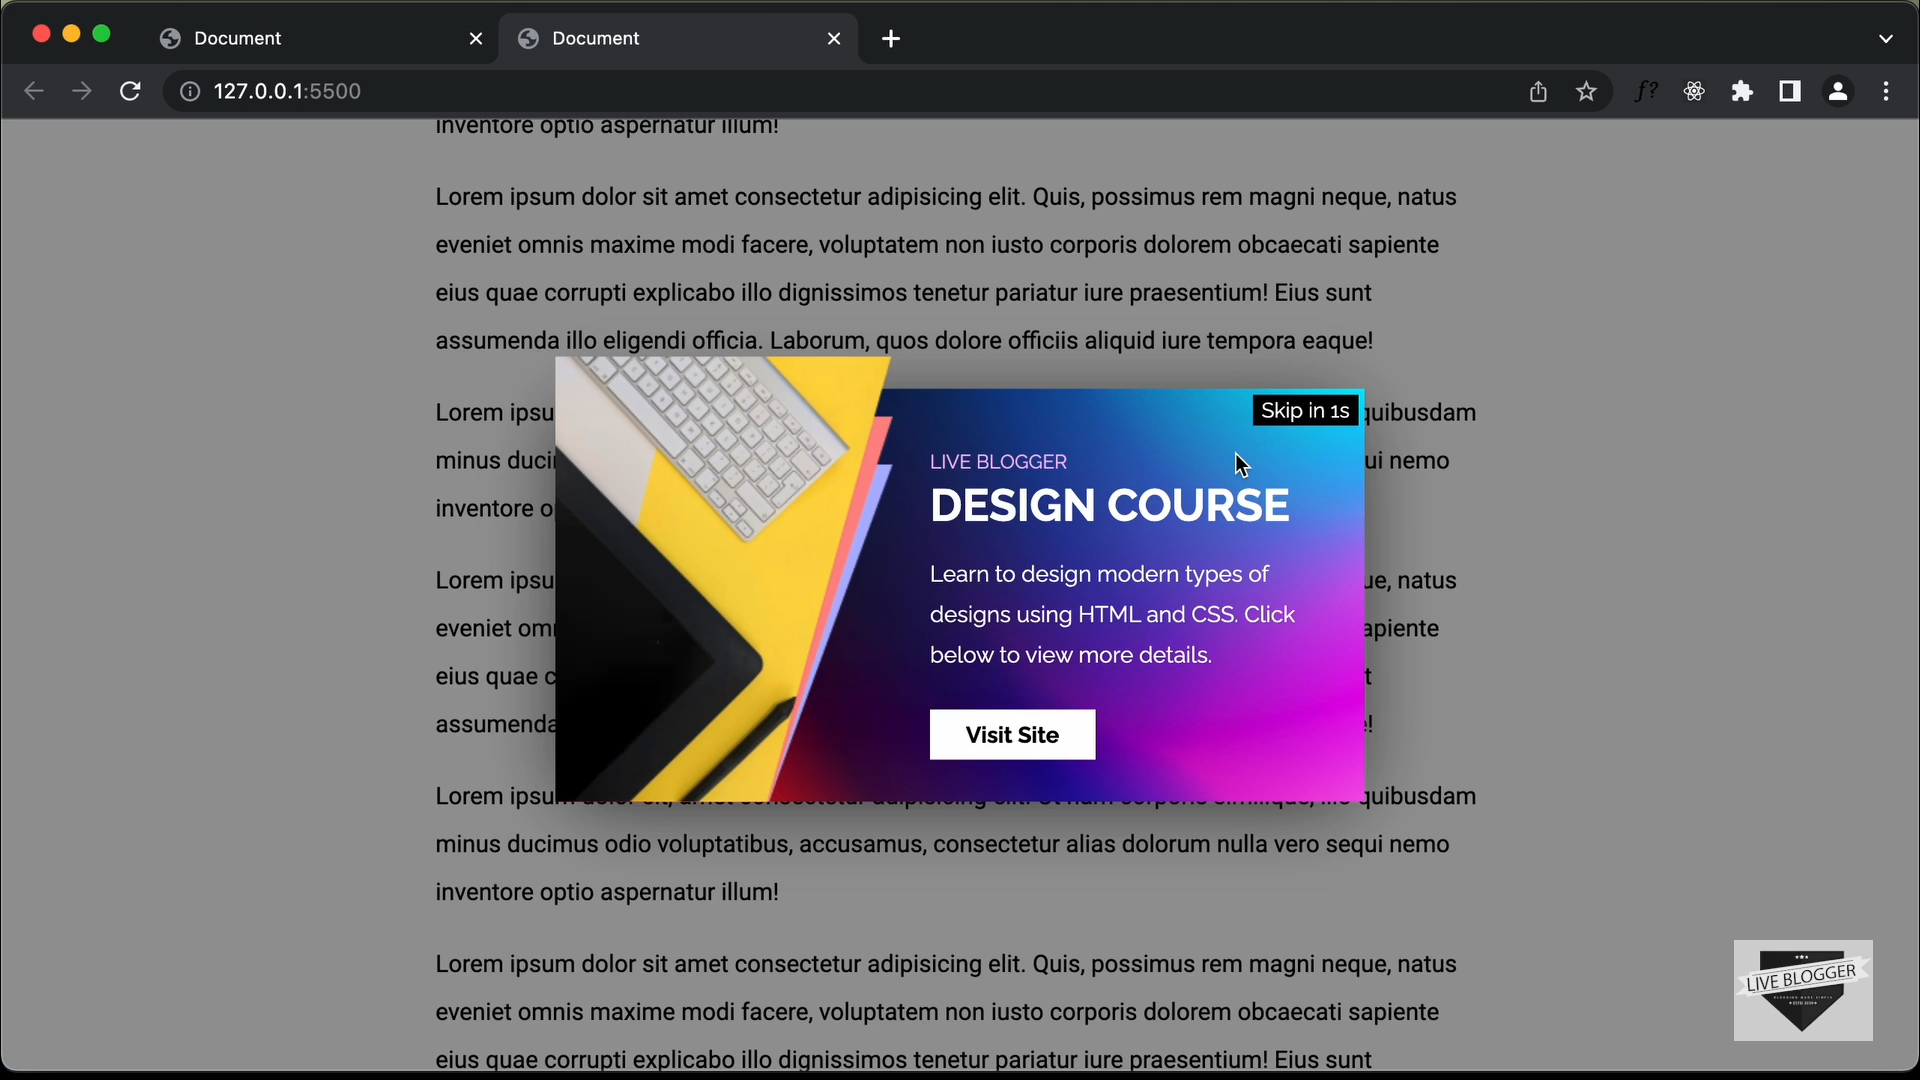 Document
Document
127.0.0.1:5500
f?
inventore optio aspernatur illum!
Lorem ipsum dolor sit amet consectetur adipisicing elit. Quis, possimus rem magni neque, natus
eveniet omnis maxime modi facere, voluptatem non iusto corporis dolorem obcaecati sapiente
eius quae corrupti explicabo illo dignissimos tenetur pariatur iure praesentium! Eius sunt
assumenda illo eligendi officia. Laborum, quos dolore officiis aliquid iure tempora eaque!
Lorem ipsu quibusdam
minus duci ui nemo
inventore o
Lorem ipsu ue, natus
eveniet om apiente
eius quae c t
assumenda !
Skip in 1s
LIVE BLOGGER
DESIGN COURSE
Learn to design modern types of
designs using HTML and CSS. Click
below to view more details.
Visit Site
Lorem ipsum quibusdam
minus ducimus odio voluptatibus, accusamus, consectetur alias dolorum nulla vero sequi nemo
inventore optio aspernatur illum!
Lorem ipsum dolor sit amet consectetur adipisicing elit. Quis, possimus rem magni neque, natus
eveniet omnis maxime modi facere, voluptatem non iusto corporis dolorem obcaecati sapiente
eius quae corrupti explicabo illo dignissimos tenetur pariatur iure praesentium! Eius sunt
LIVE BLOGGER